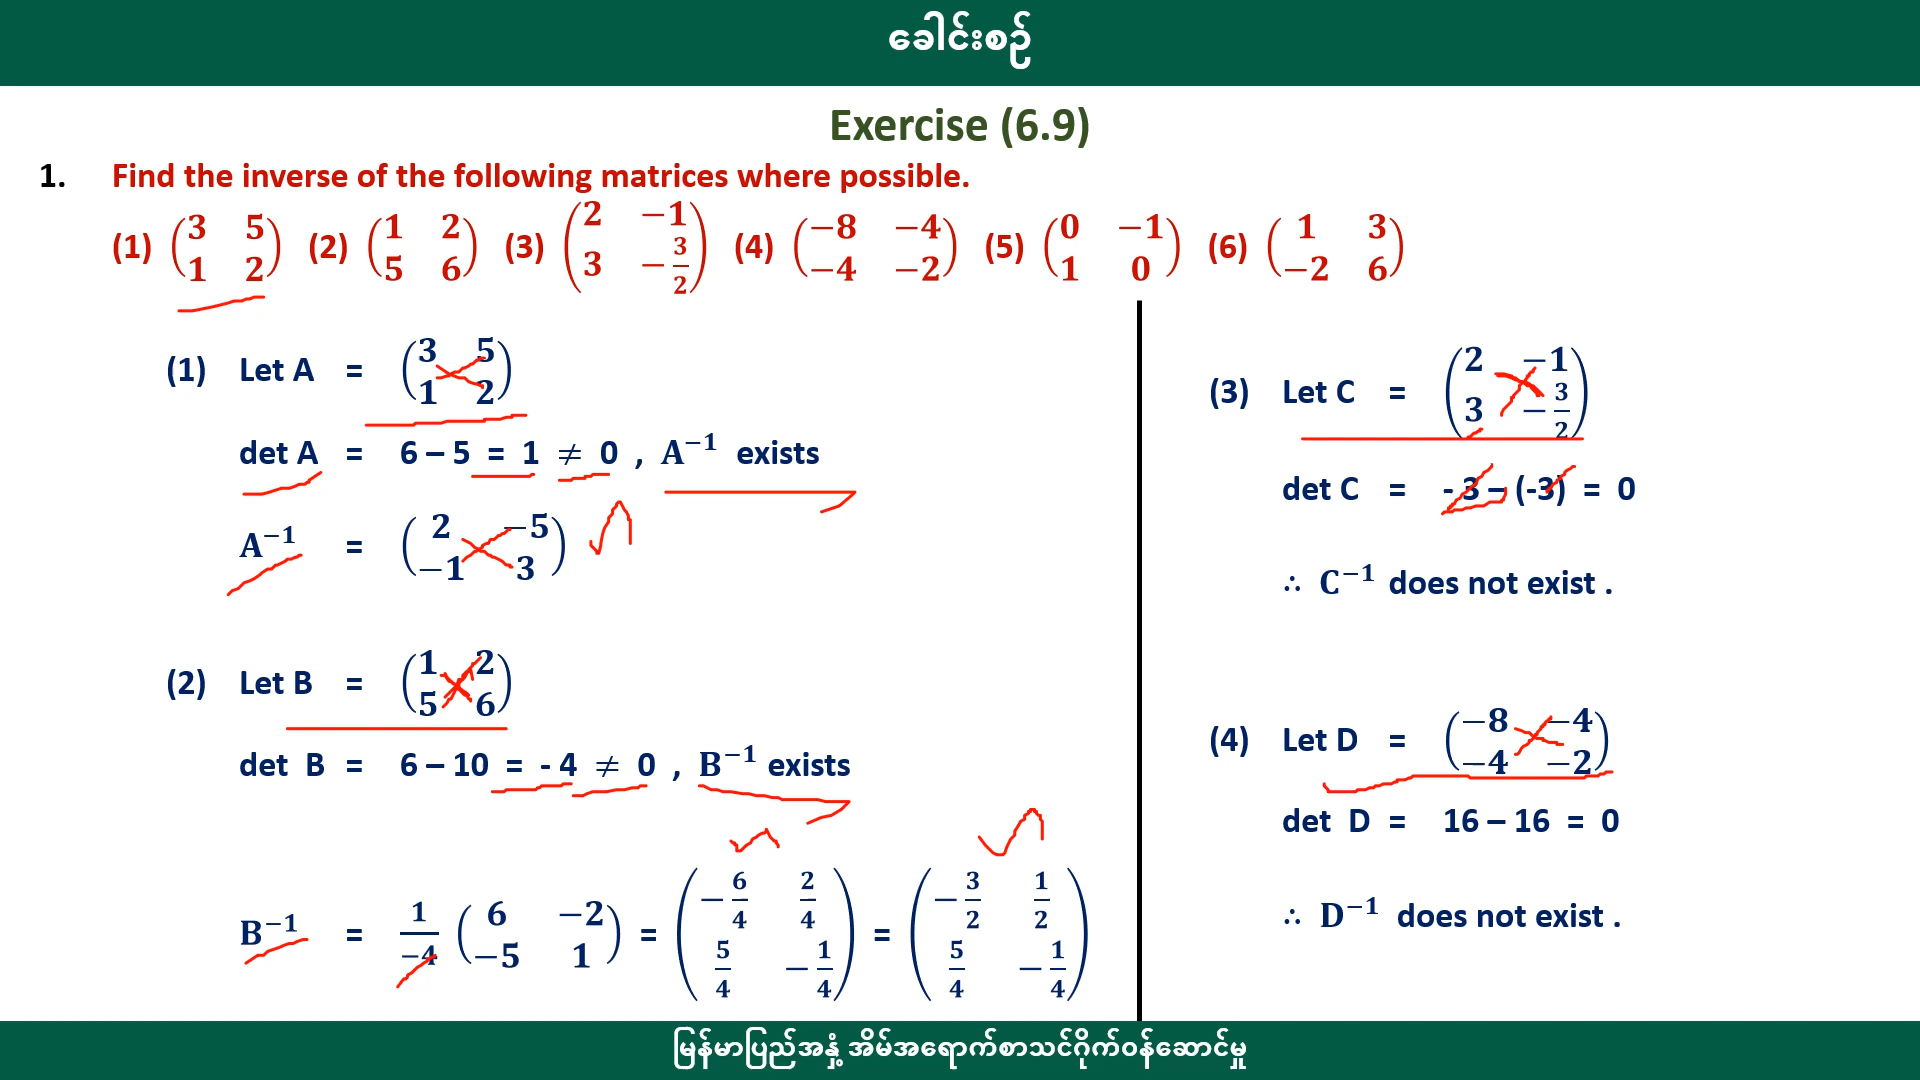 ခေါင်းစဉ်
Exercise (6.9)
1. Find the inverse of the following matrices where possible.
(1) (3 5; 1 2) (2) (1 2; 5 6) (3) (2 −1; 3 −3/2) (4) (−8 −4; −4 −2) (5) (0 −1; 1 0) (6) (1 3; −2 6)
(1) Let A = (3 5; 1 2)
det A = 6 – 5 = 1 ≠ 0 , A⁻¹ exists
A⁻¹ = (2 −5; −1 3)
(2) Let B = (1 2; 5 6)
det B = 6 – 10 = - 4 ≠ 0 , B⁻¹ exists
B⁻¹ = 1/−4 (6 −2; −5 1) = (−6/4 2/4; 5/4 −1/4) = (−3/2 1/2; 5/4 −1/4)
(3) Let C = (2 −1; 3 −3/2)
det C = - 3 – (-3) = 0
∴ C⁻¹ does not exist .
(4) Let D = (−8 −4; −4 −2)
det D = 16 – 16 = 0
∴ D⁻¹ does not exist .
မြန်မာပြည်အနှံ့ အိမ်အရောက်စာသင်ဂိုက်ဝန်ဆောင်မှု